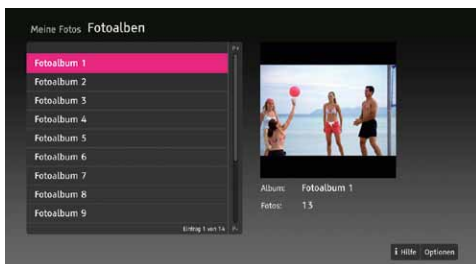 Meine Fotos Fotoalben
P+
Fotoalbum 1
Fotoalbum 2
Fotoalbum 3
Fotoalbum 4
Fotoalbum 5
Fotoalbum 6
Fotoalbum 7
Fotoalbum 8
Fotoalbum 9
Eintrag 1 von 14 P-
Album: Fotoalbum 1
Fotos: 13
i Hilfe Optionen